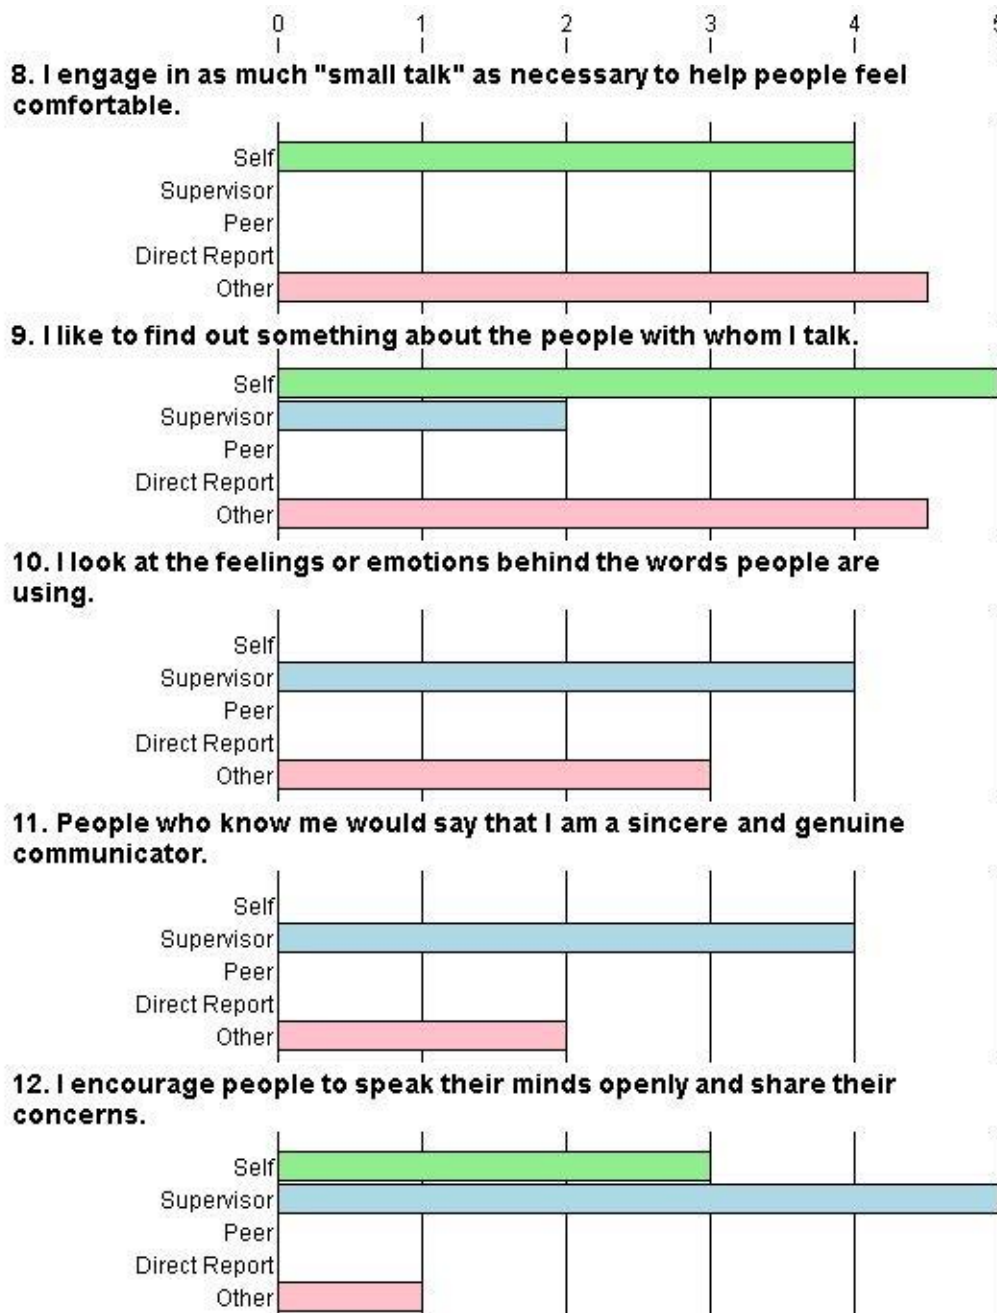 0 1 2 3 4 5
8. I engage in as much "small talk" as necessary to help people feel
comfortable.
Self
Supervisor
Peer
Direct Report
Other
9. I like to find out something about the people with whom I talk.
Self
Supervisor
Peer
Direct Report
Other
10. I look at the feelings or emotions behind the words people are
using.
Self
Supervisor
Peer
Direct Report
Other
11. People who know me would say that I am a sincere and genuine
communicator.
Self
Supervisor
Peer
Direct Report
Other
12. I encourage people to speak their minds openly and share their
concerns.
Self
Supervisor
Peer
Direct Report
Other